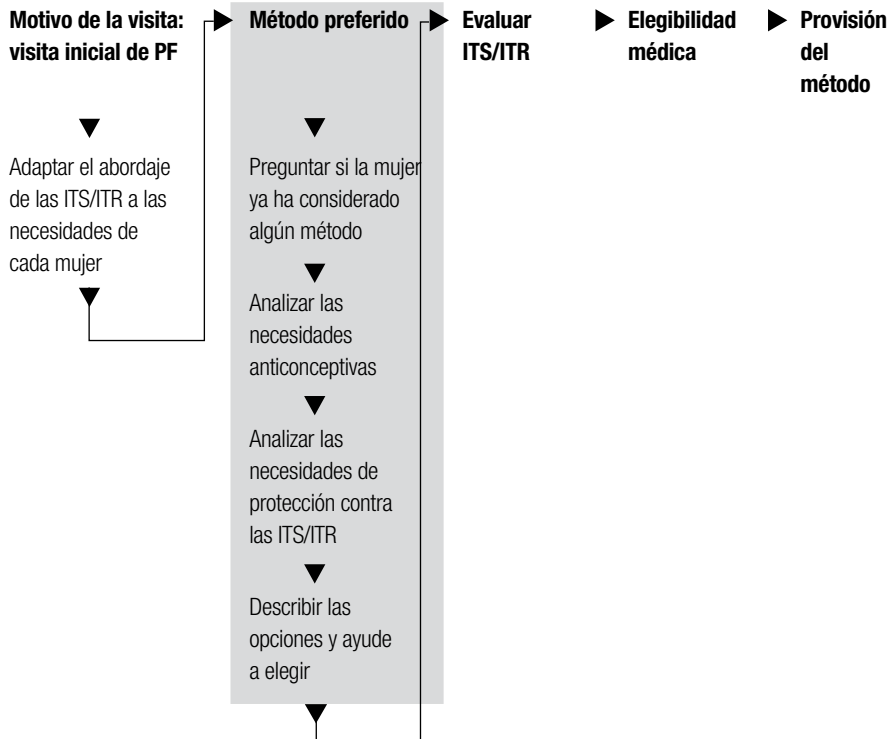 Motivo de la visita:
visita inicial de PF
Adaptar el abordaje
de las ITS/ITR a las
necesidades de
cada mujer
Método preferido
Preguntar si la mujer
ya ha considerado
algún método
Analizar las
necesidades
anticonceptivas
Analizar las
necesidades de
protección contra
las ITS/ITR
Describir las
opciones y ayude
a elegir
Evaluar
ITS/ITR
Elegibilidad
médica
Provisión
del
método